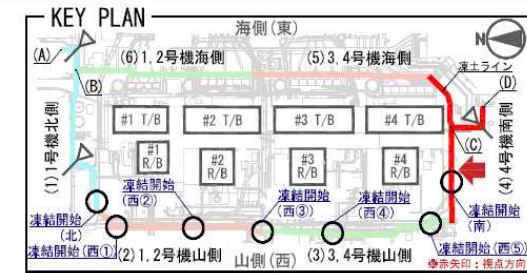 KEY PLAN
海側(東)
N
(A)
(6)1,2号機海側
(5)3,4号機海側
凍土ライン
(B)
(D)
#1 T/B
#2 T/B
#3 T/B
#4 T/B
(1)1号機北側
(C)
(4)4号機南側
#1
R/B
#2
R/B
#3
R/B
#4
R/B
凍結開始
(西②)
凍結開始
(西③)
凍結開始
(西④)
凍結開始
(北)
凍結開始
(南)
凍結開始(西①)
(2)1,2号機山側
(3)3,4号機山側
凍結開始(西⑤)
山側(西)
※赤矢印:視点方向